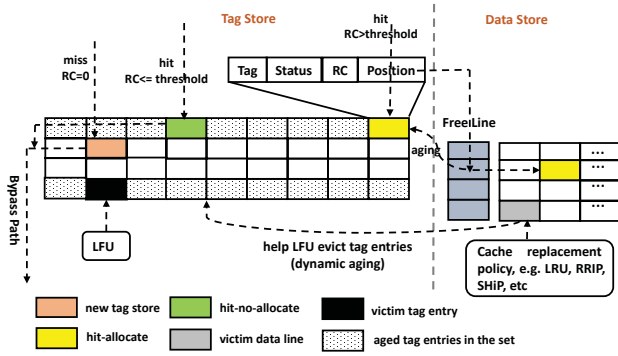 Tag Store
Data Store
miss
RC=0
hit
RC<= threshold
hit
RC>threshold
Tag Status RC Position
Free Line
aging
Bypass Path
LFU
help LFU evict tag entries
(dynamic aging)
Cache replacement
policy, e.g. LRU, RRIP,
SHiP, etc
...
...
...
...
new tag store
hit-no-allocate
victim tag entry
hit-allocate
victim data line
aged tag entries in the set